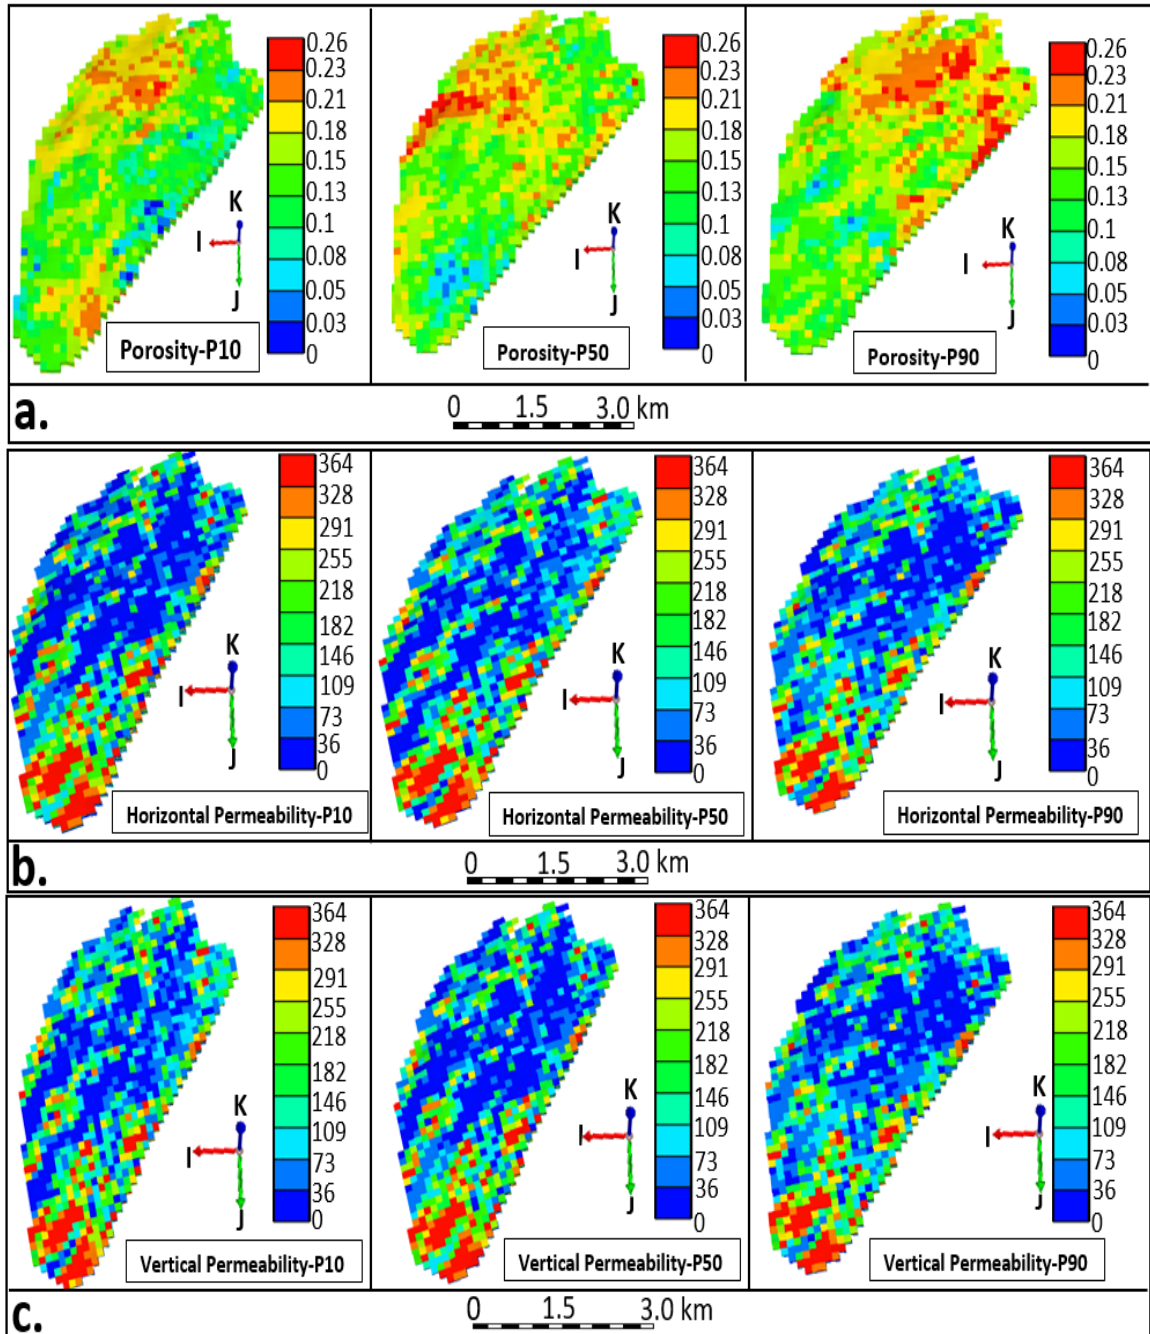 0.26
0.23
0.21
0.18
0.15
0.13
0.1
0.08
0.05
0.03
0
K
I
J
Porosity-P10
0.26
0.23
0.21
0.18
0.15
0.13
0.1
0.08
0.05
0.03
0
K
I
J
Porosity-P50
0.26
0.23
0.21
0.18
0.15
0.13
0.1
0.08
0.05
0.03
0
K
I
J
Porosity-P90
a.
0 1.5 3.0 km
364
328
291
255
218
182
146
109
73
36
0
K
I
J
Horizontal Permeability-P10
364
328
291
255
218
182
146
109
73
36
0
K
I
J
Horizontal Permeability-P50
364
328
291
255
218
182
146
109
73
36
0
K
I
J
Horizontal Permeability-P90
b.
0 1.5 3.0 km
364
328
291
255
218
182
146
109
73
36
0
K
I
J
Vertical Permeability-P10
364
328
291
255
218
182
146
109
73
36
0
K
I
J
Vertical Permeability-P50
364
328
291
255
218
182
146
109
73
36
0
K
I
J
Vertical Permeability-P90
c.
0 1.5 3.0 km